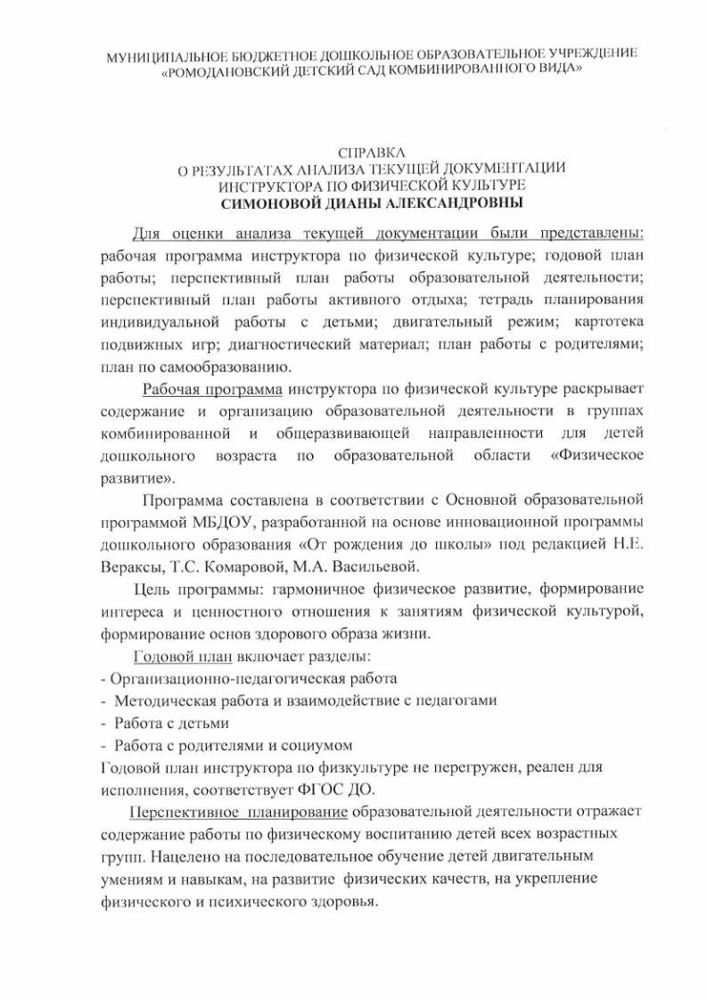 МУНИЦИПАЛЬНОЕ БЮДЖЕТНОЕ ДОШКОЛЬНОЕ ОБРАЗОВАТЕЛЬНОЕ УЧРЕЖДЕНИЕ
«РОМОДАНОВСКИЙ ДЕТСКИЙ САД КОМБИНИРОВАННОГО ВИДА»
СПРАВКА
О РЕЗУЛЬТАТАХ АНАЛИЗА ТЕКУЩЕЙ ДОКУМЕНТАЦИИ
ИНСТРУКТОРА ПО ФИЗИЧЕСКОЙ КУЛЬТУРЕ
СИМОНОВОЙ ДИАНЫ АЛЕКСАНДРОВНЫ
Для оценки анализа текущей документации были представлены:
рабочая программа инструктора по физической культуре; годовой план
работы; перспективный план работы образовательной деятельности;
перспективный план работы активного отдыха; тетрадь планирования
индивидуальной работы с детьми; двигательный режим; картотека
подвижных игр; диагностический материал; план работы с родителями;
план по самообразованию.
Рабочая программа инструктора по физической культуре раскрывает
содержание и организацию образовательной деятельности в группах
комбинированной и общеразвивающей направленности для детей
дошкольного возраста по образовательной области «Физическое
развитие».
Программа составлена в соответствии с Основной образовательной
программой МБДОУ, разработанной на основе инновационной программы
дошкольного образования «От рождения до школы» под редакцией Н.Е.
Вераксы, Т.С. Комаровой, М.А. Васильевой.
Цель программы: гармоничное физическое развитие, формирование
интереса и ценностного отношения к занятиям физической культурой,
формирование основ здорового образа жизни.
Годовой план включает разделы:
- Организационно-педагогическая работа
- Методическая работа и взаимодействие с педагогами
- Работа с детьми
- Работа с родителями и социумом
Годовой план инструктора по физкультуре не перегружен, реален для
исполнения, соответствует ФГОС ДО.
Перспективное планирование образовательной деятельности отражает
содержание работы по физическому воспитанию детей всех возрастных
групп. Нацелено на последовательное обучение детей двигательным
умениям и навыкам, на развитие физических качеств, на укрепление
физического и психического здоровья.